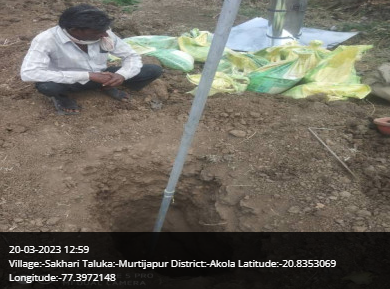 20-03-2023 12:59
Village:-Sakhari Taluka:-Murtijapur District:-Akola Latitude:-20.8353069
Longitude:-77.3972148